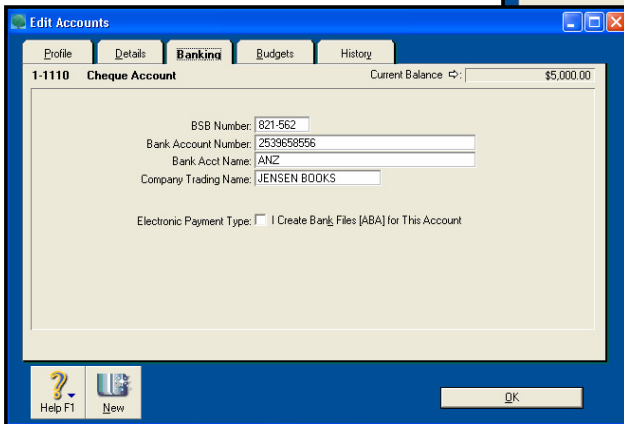 Edit Accounts
Profile Details Banking Budgets History
1-1110 Cheque Account Current Balance ⇨: $5,000.00
BSB Number: 821-562
Bank Account Number: 2539658556
Bank Acct Name: ANZ
Company Trading Name: JENSEN BOOKS
Electronic Payment Type: I Create Bank Files [ABA] for This Account
Help F1 New OK